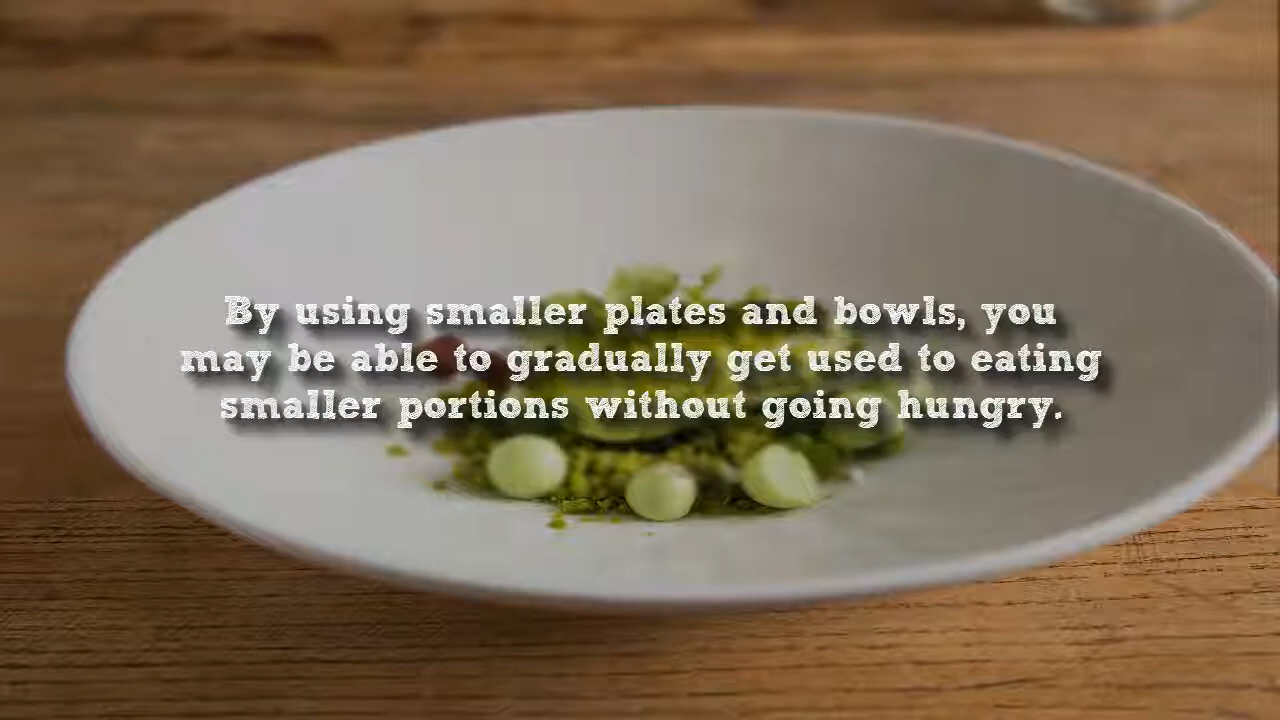 By using smaller plates and bowls, you
may be able to gradually get used to eating
smaller portions without going hungry.